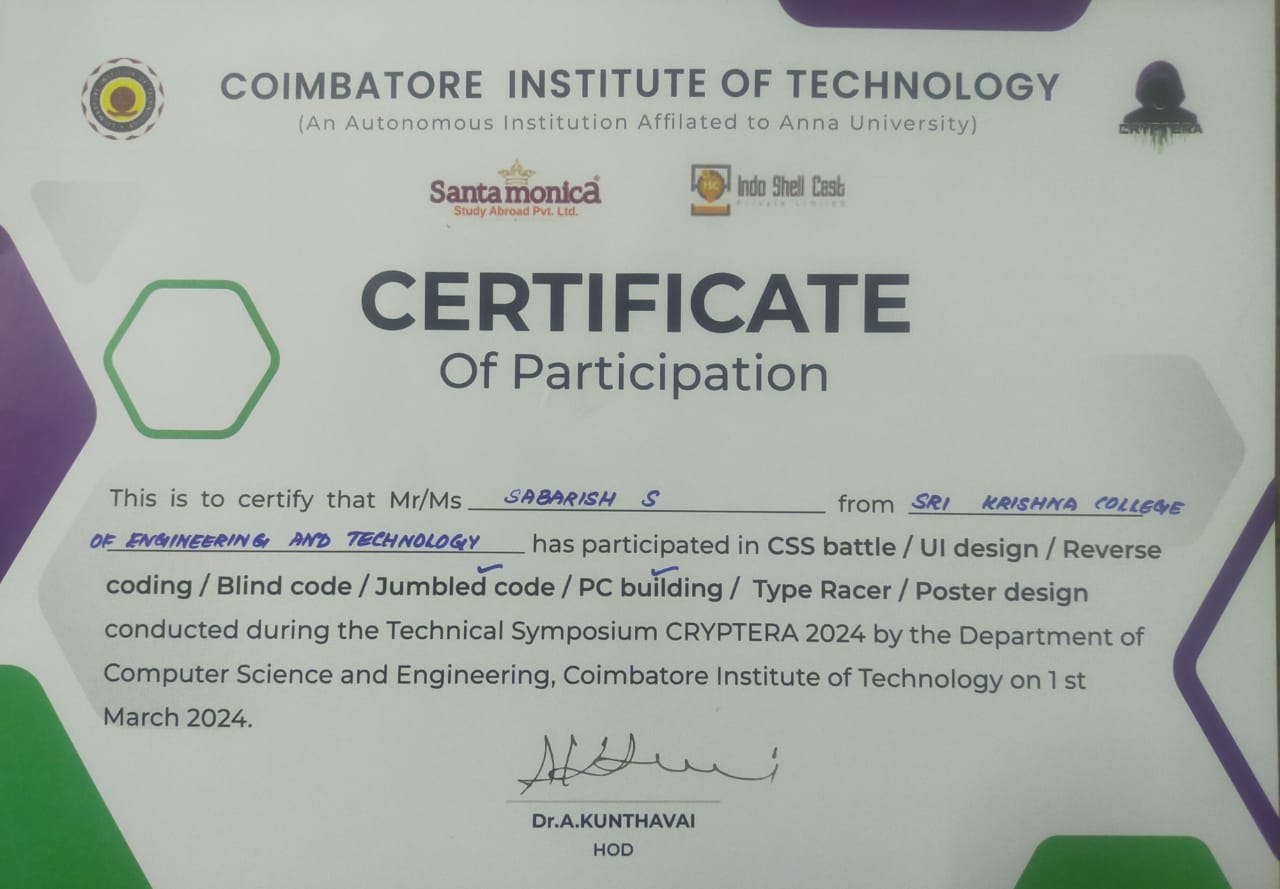 COIMBATORE INSTITUTE OF TECHNOLOGY
(An Autonomous Institution Affilated to Anna University)
CRYPTERA
Santamonica®
Study Abroad Pvt. Ltd.
ISC
Indo Shell Cast
Private Limited
CERTIFICATE
Of Participation
This is to certify that Mr/Ms SABARISH S from SRI KRISHNA COLLEGE
OF ENGINEERING AND TECHNOLOGY has participated in CSS battle / UI design / Reverse
coding / Blind code / Jumbled code / PC building / Type Racer / Poster design
conducted during the Technical Symposium CRYPTERA 2024 by the Department of
Computer Science and Engineering, Coimbatore Institute of Technology on 1 st
March 2024.
Dr.A.KUNTHAVAI
HOD